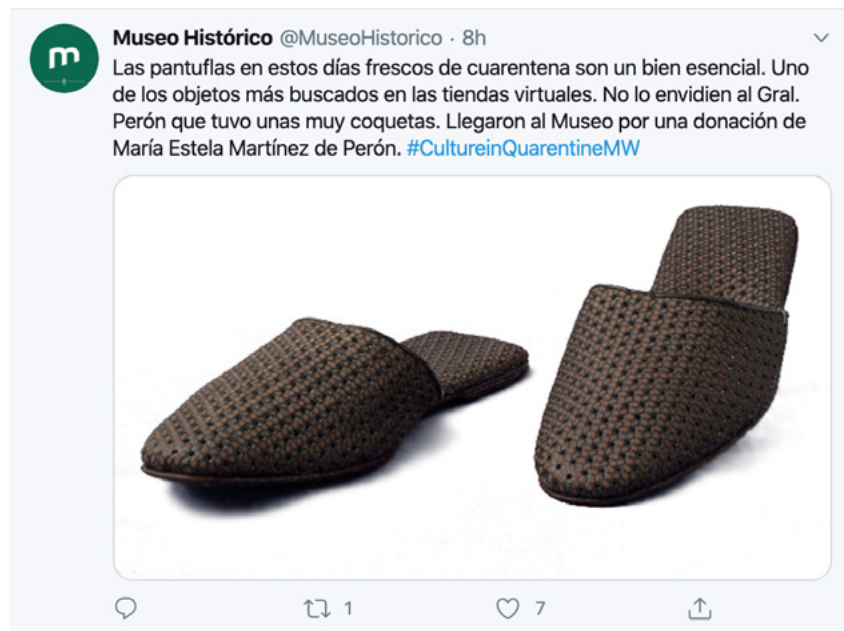 m
Museo Histórico @MuseoHistorico · 8h
Las pantuflas en estos días frescos de cuarentena son un bien esencial. Uno
de los objetos más buscados en las tiendas virtuales. No lo envidien al Gral.
Perón que tuvo unas muy coquetas. Llegaron al Museo por una donación de
María Estela Martínez de Perón. #CultureinQuarentineMW
1
7